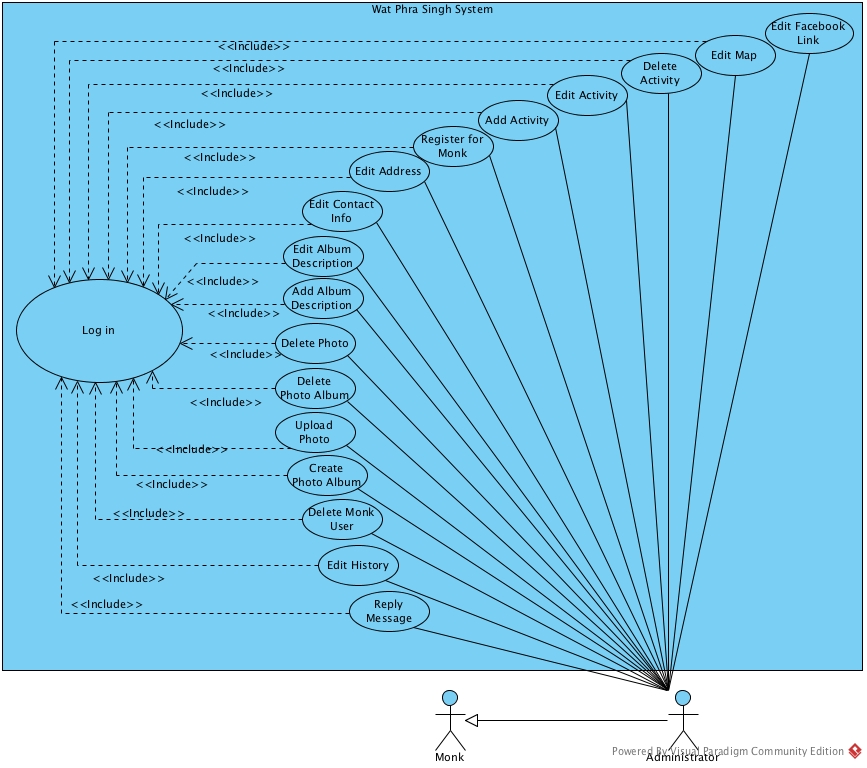 Wat Phra Singh System
Edit Facebook
Link
<<Include>>
Edit Map
<<Include>>
Delete
Activity
<<Include>>
Edit Activity
<<Include>>
Add Activity
<<Include>>
Register for
Monk
<<Include>>
Edit Address
<<Include>>
Edit Contact
Info
<<Include>>
Edit Album
Description
<<Include>>
Add Album
Description
Log in
<<Include>>
Delete Photo
<<Include>>
Delete
Photo Album
<<Include>>
Upload
Photo
<<Include>>
Create
Photo Album
<<Include>>
Delete Monk
User
<<Include>>
Edit History
<<Include>>
Reply
Message
Monk
Administrator
Powered By Visual Paradigm Community Edition